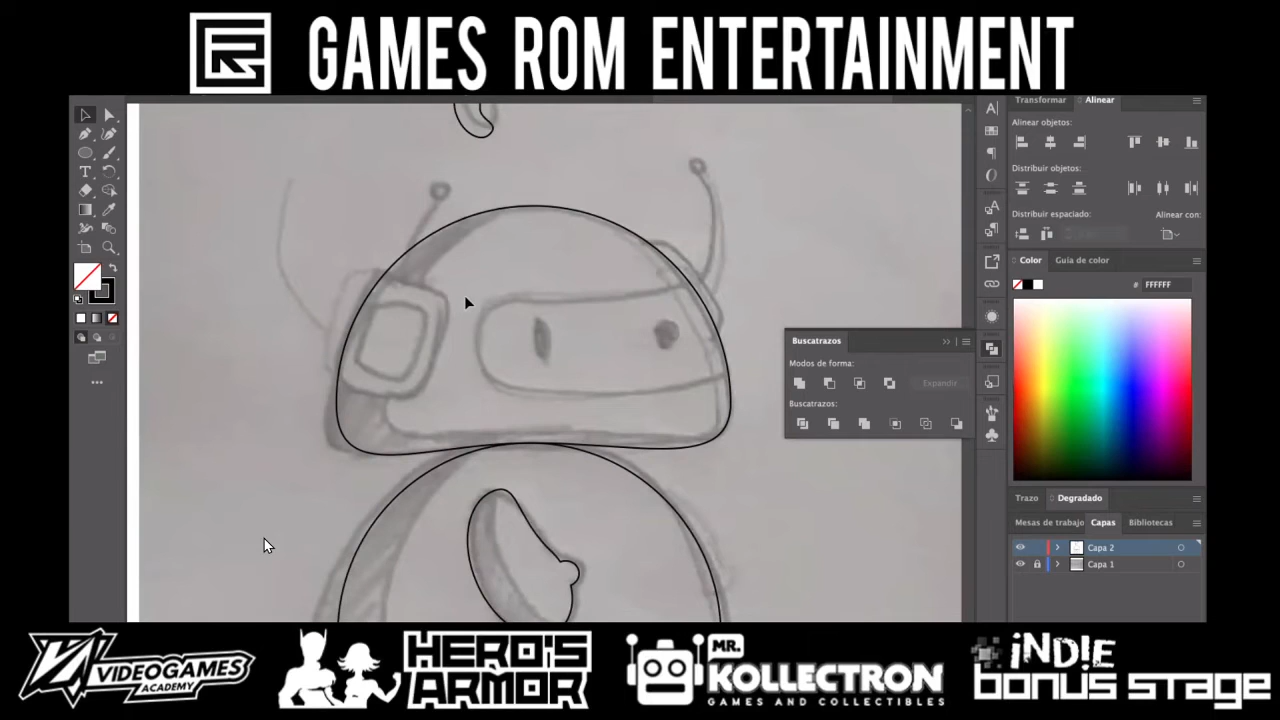 GAMES ROM ENTERTAINMENT
Transformar
Alinear
Alinear objetos:
Distribuir objetos:
Distribuir espaciado:
Alinear con:
Color
Guía de color
# FFFFFF
Buscatrazos
Modos de forma:
Expandir
Buscatrazos:
Trazo
Degradado
Mesas de trabajo
Capas
Bibliotecas
Capa 2
Capa 1
VIDEOGAMES
ACADEMY
HERO'S
ARMOR
MR.
KOLLECTRON
GAMES AND COLLECTIBLES
INDIE
BONUS STAGE